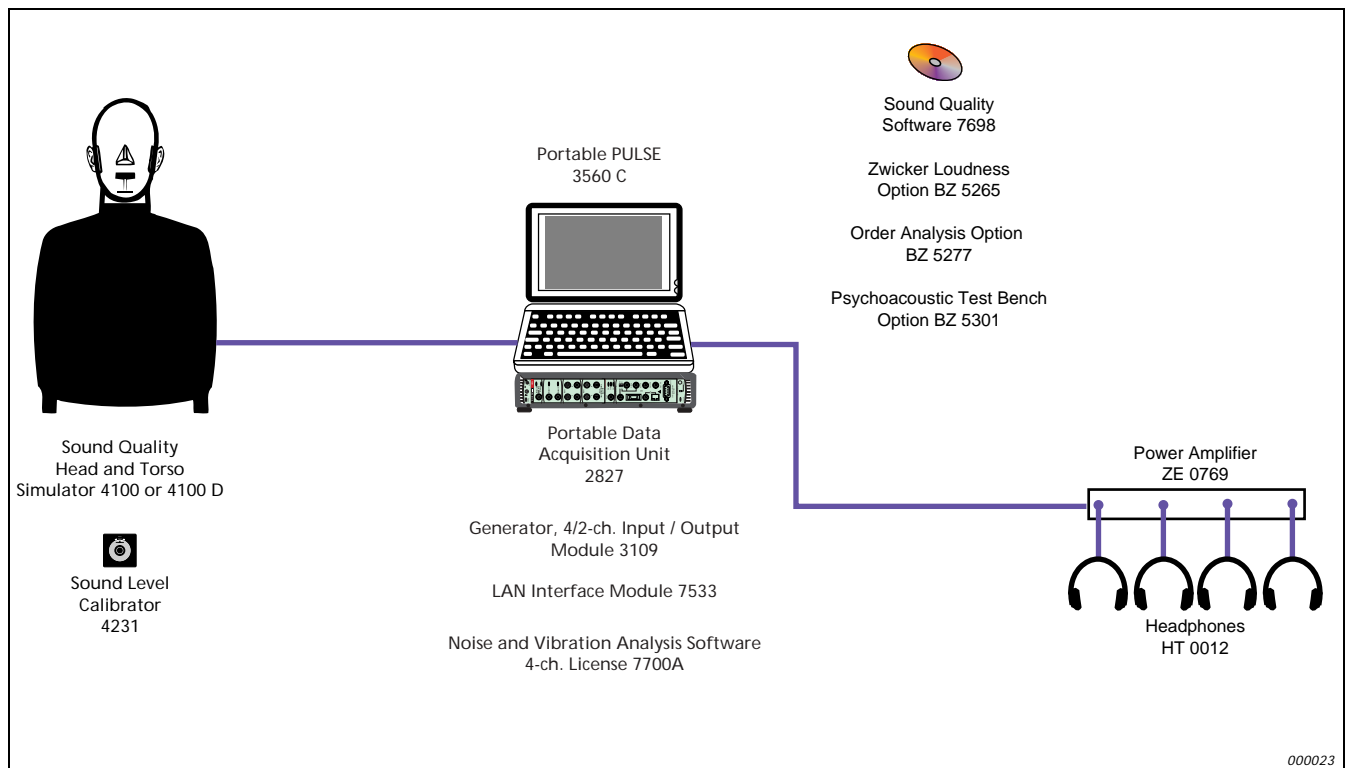 Sound Quality
Head and Torso
Simulator 4100 or 4100 D
Sound Level
Calibrator
4231
Portable PULSE
3560 C
Portable Data
Acquisition Unit
2827
Generator, 4/2-ch. Input / Output
Module 3109
LAN Interface Module 7533
Noise and Vibration Analysis Software
4-ch. License 7700A
Sound Quality
Software 7698
Zwicker Loudness
Option BZ 5265
Order Analysis Option
BZ 5277
Psychoacoustic Test Bench
Option BZ 5301
Power Amplifier
ZE 0769
Headphones
HT 0012
000023